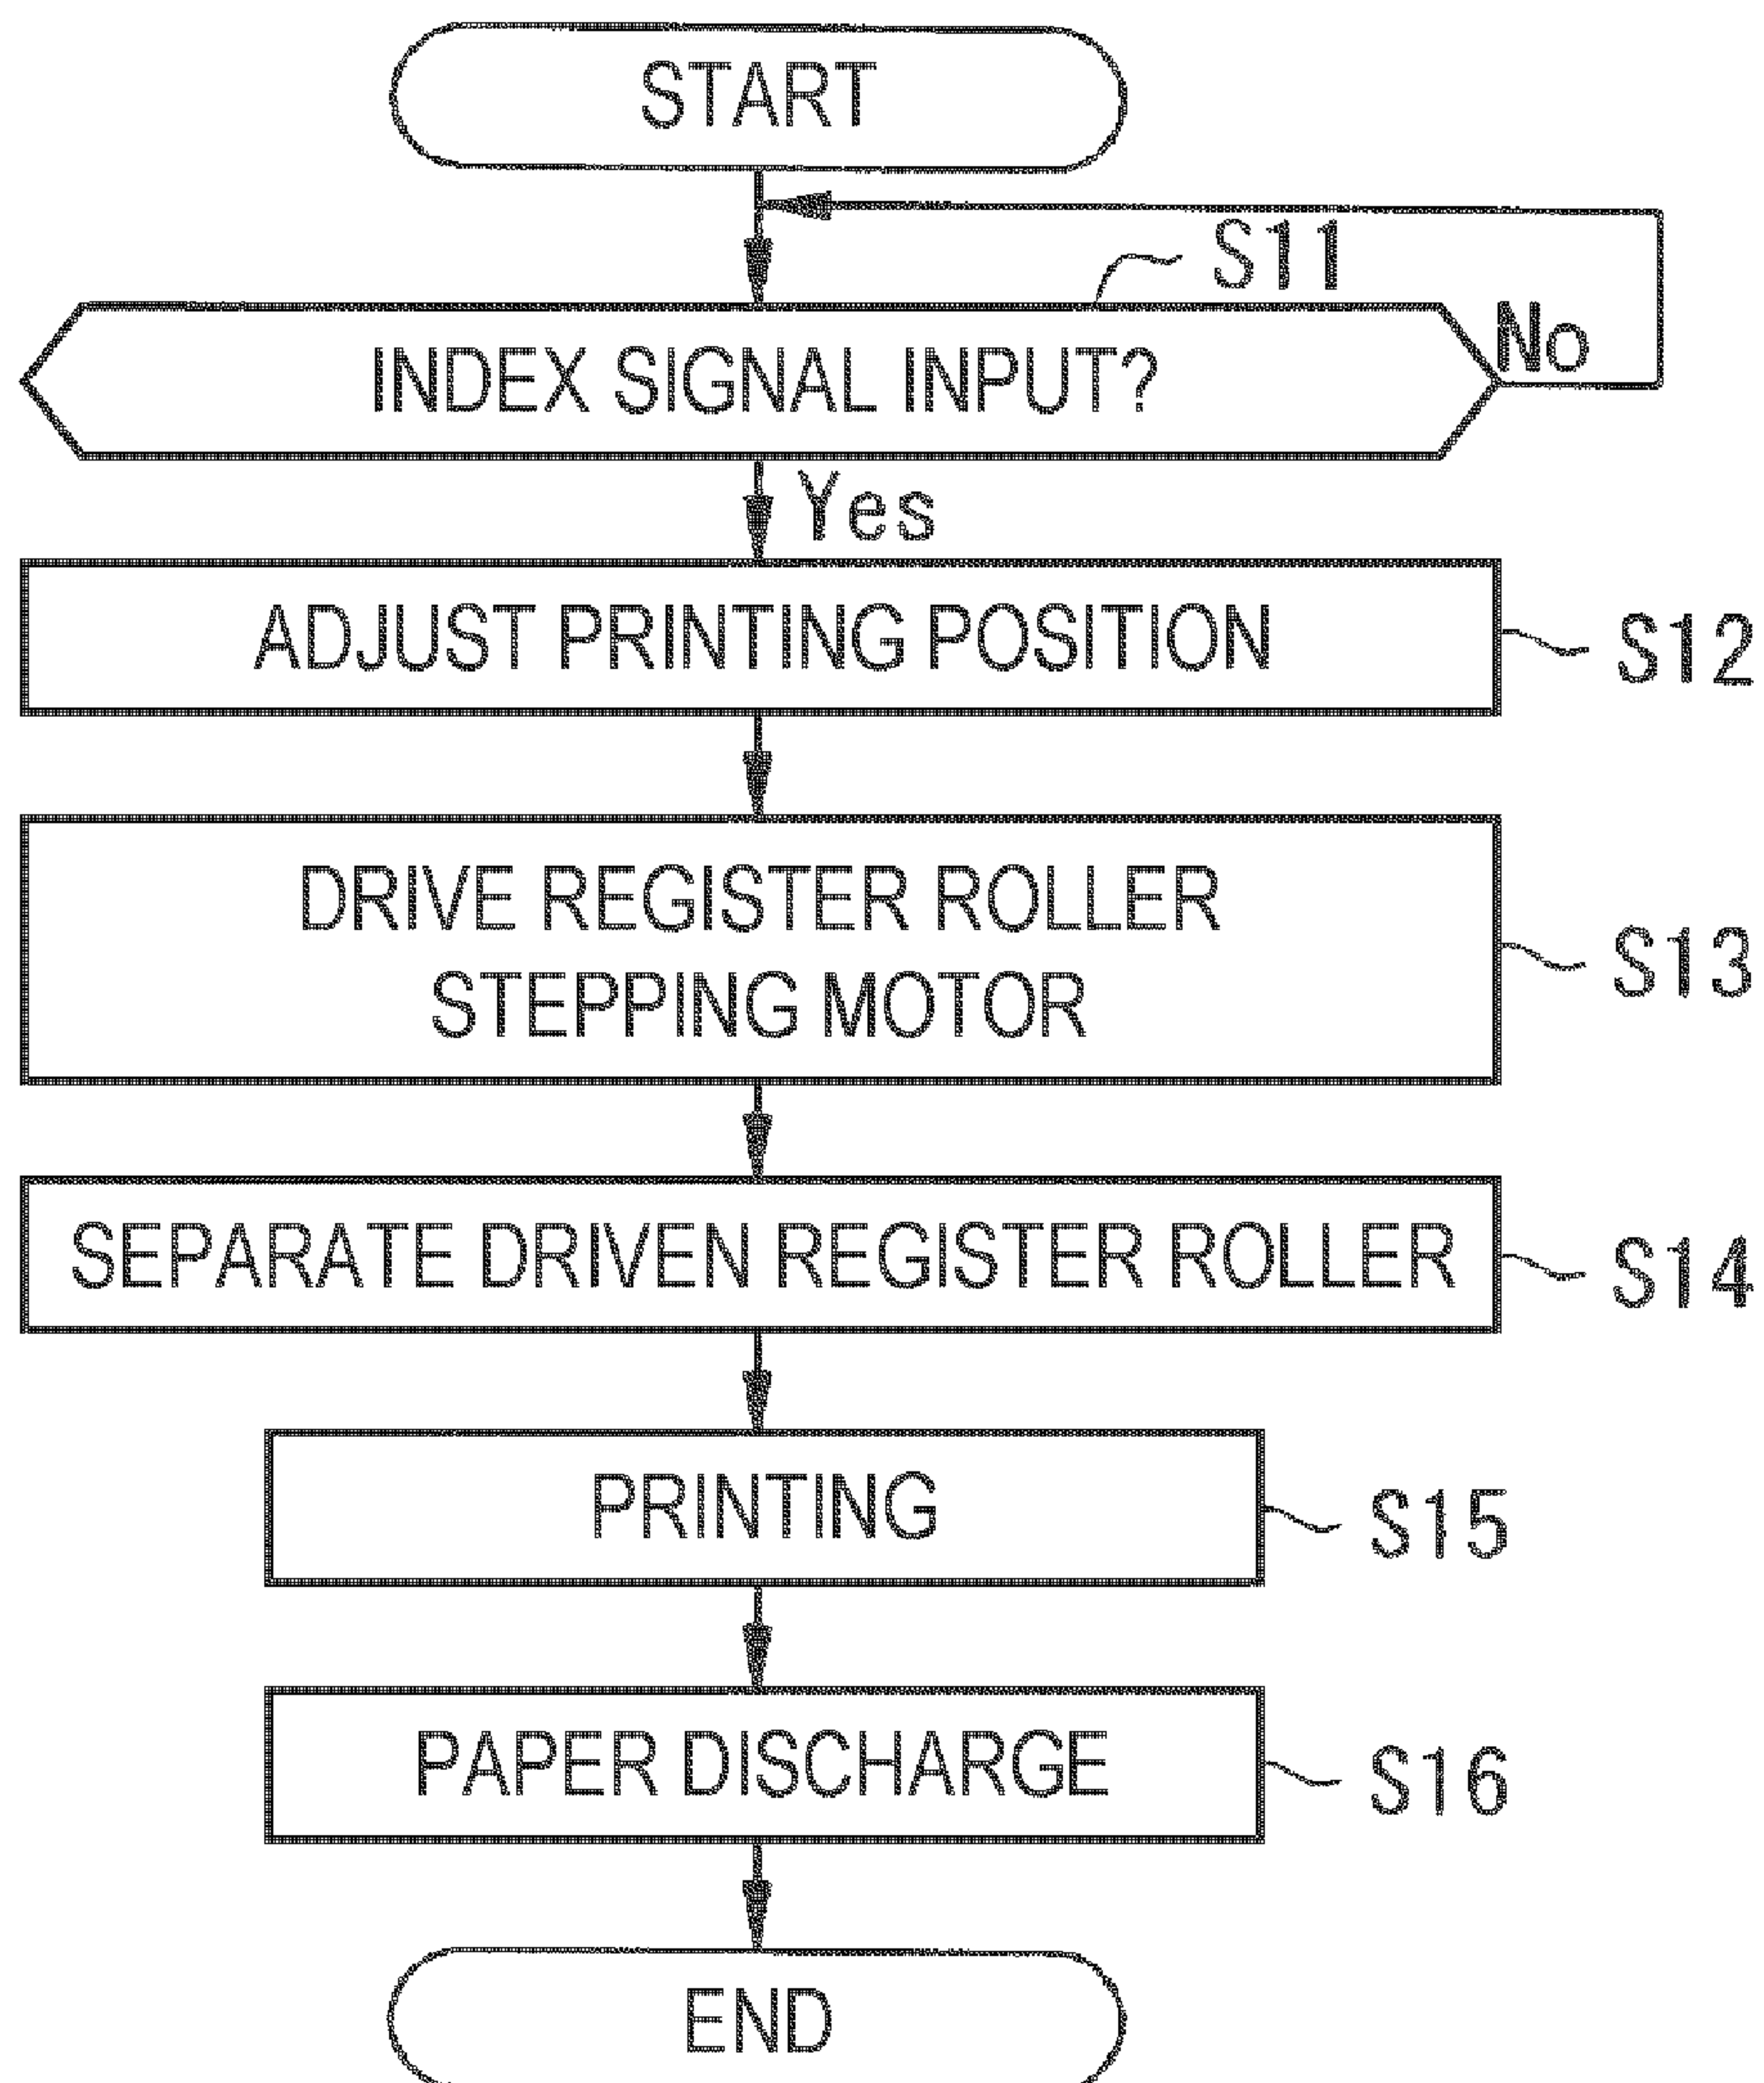 START
S11
INDEX SIGNAL INPUT?
No
Yes
ADJUST PRINTING POSITION
S12
DRIVE REGISTER ROLLER
STEPPING MOTOR
S13
SEPARATE DRIVEN REGISTER ROLLER
S14
PRINTING
S15
PAPER DISCHARGE
S16
END